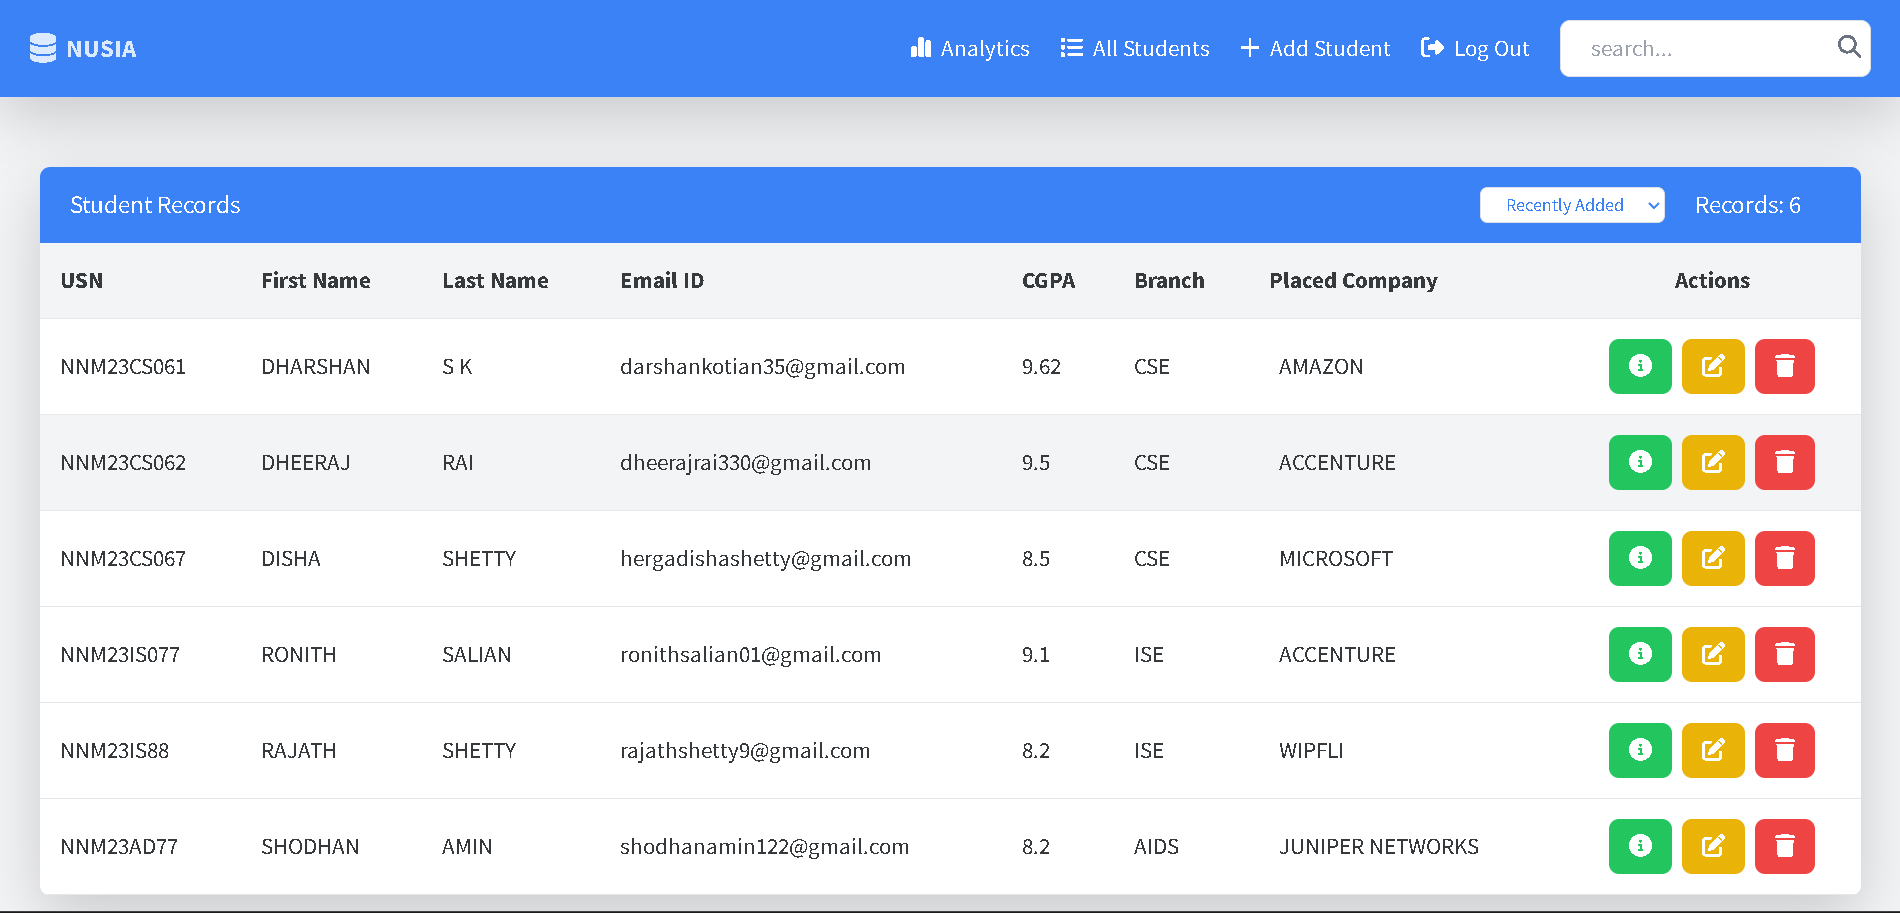 NUSIA Analytics All Students Add Student Log Out search...
Student Records Recently Added Records: 6
USN First Name Last Name Email ID CGPA Branch Placed Company Actions
NNM23CS061 DHARSHAN S K darshankotian35@gmail.com 9.62 CSE AMAZON
NNM23CS062 DHEERAJ RAI dheerajrai330@gmail.com 9.5 CSE ACCENTURE
NNM23CS067 DISHA SHETTY hergadishashetty@gmail.com 8.5 CSE MICROSOFT
NNM23IS077 RONITH SALIAN ronithsalian01@gmail.com 9.1 ISE ACCENTURE
NNM23IS88 RAJATH SHETTY rajathshetty9@gmail.com 8.2 ISE WIPFLI
NNM23AD77 SHODHAN AMIN shodhanamin122@gmail.com 8.2 AIDS JUNIPER NETWORKS